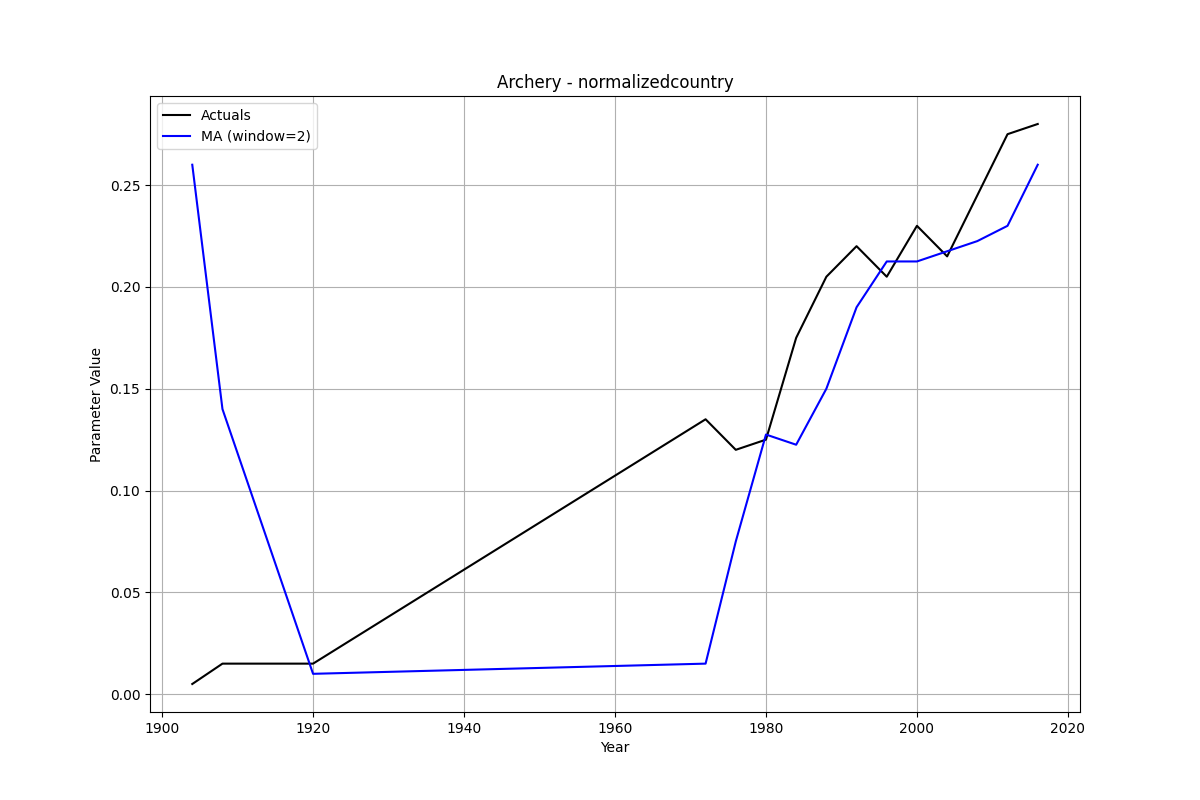 Archery - normalizedcountry
Actuals
MA (window=2)
Parameter Value
0.25
0.20
0.15
0.10
0.05
0.00
1900 1920 1940 1960 1980 2000 2020
Year